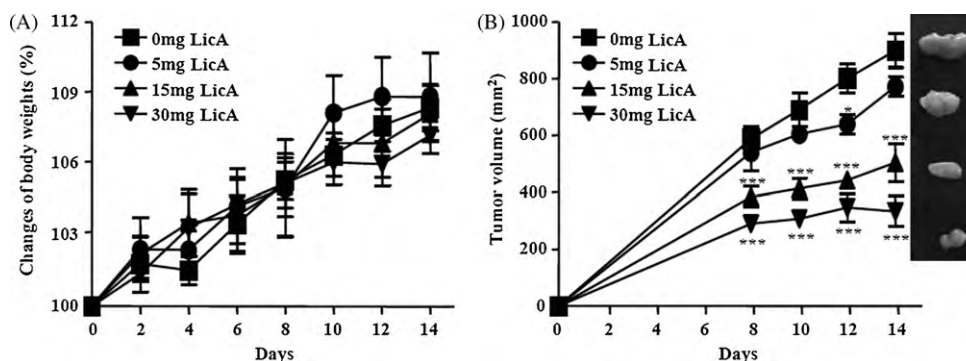 (A)
Changes of body weights (%)
112
109
106
103
100
0mg LicA
5mg LicA
15mg LicA
30mg LicA
0 2 4 6 8 10 12 14
Days
(B)
Tumor volume (mm²)
1000
800
600
400
200
0
0mg LicA
5mg LicA
15mg LicA
30mg LicA
*
*** *** *** ***
*** *** *** ***
0 2 4 6 8 10 12 14
Days